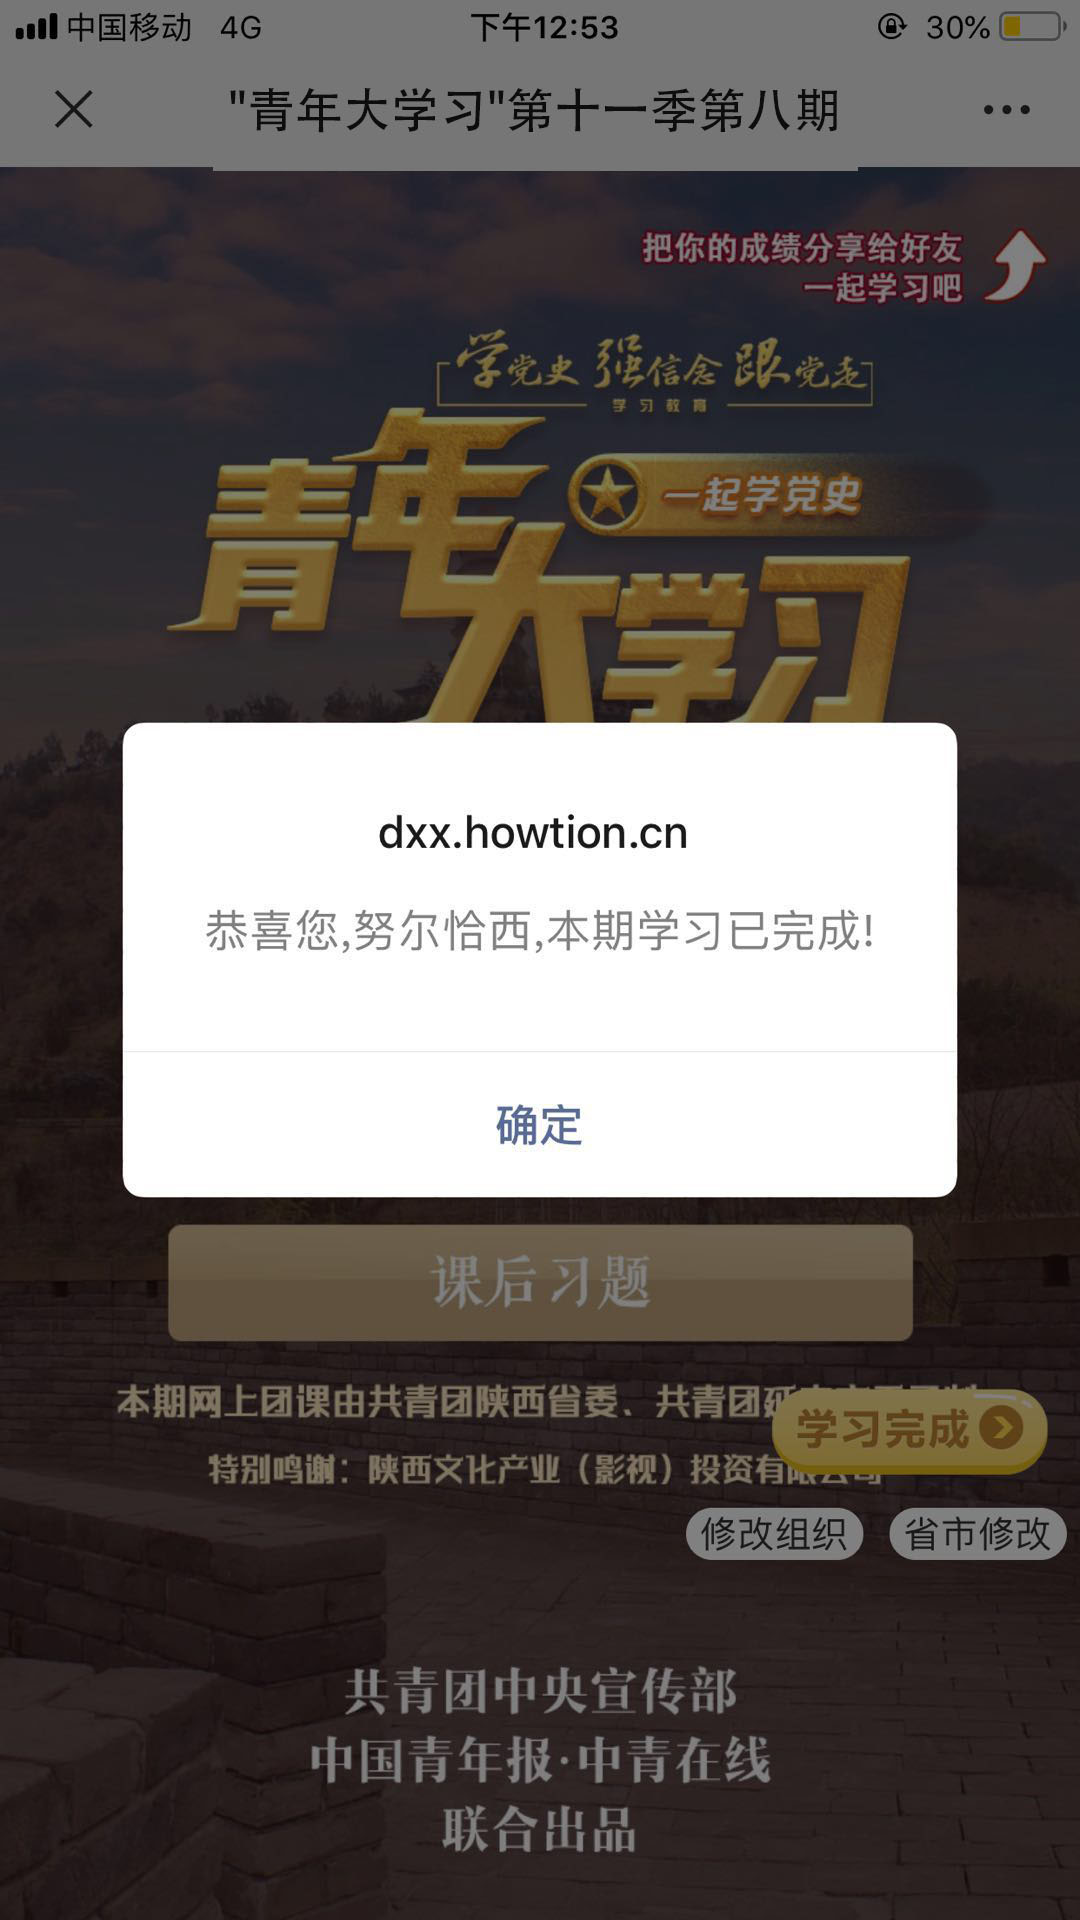 中国移动 4G 下午12:53 30%
"青年大学习"第十一季第八期
把你的成绩分享给好友
一起学习吧
学党史 强信念 跟党走
学习教育
青年大学习
一起学党史
dxx.howtion.cn
恭喜您,努尔恰西,本期学习已完成!
确定
课后习题
本期网上团课由共青团陕西省委、共青团延
学习完成
特别鸣谢：陕西文化产业（影视）投资有限公司
修改组织 省市修改
共青团中央宣传部
中国青年报·中青在线
联合出品